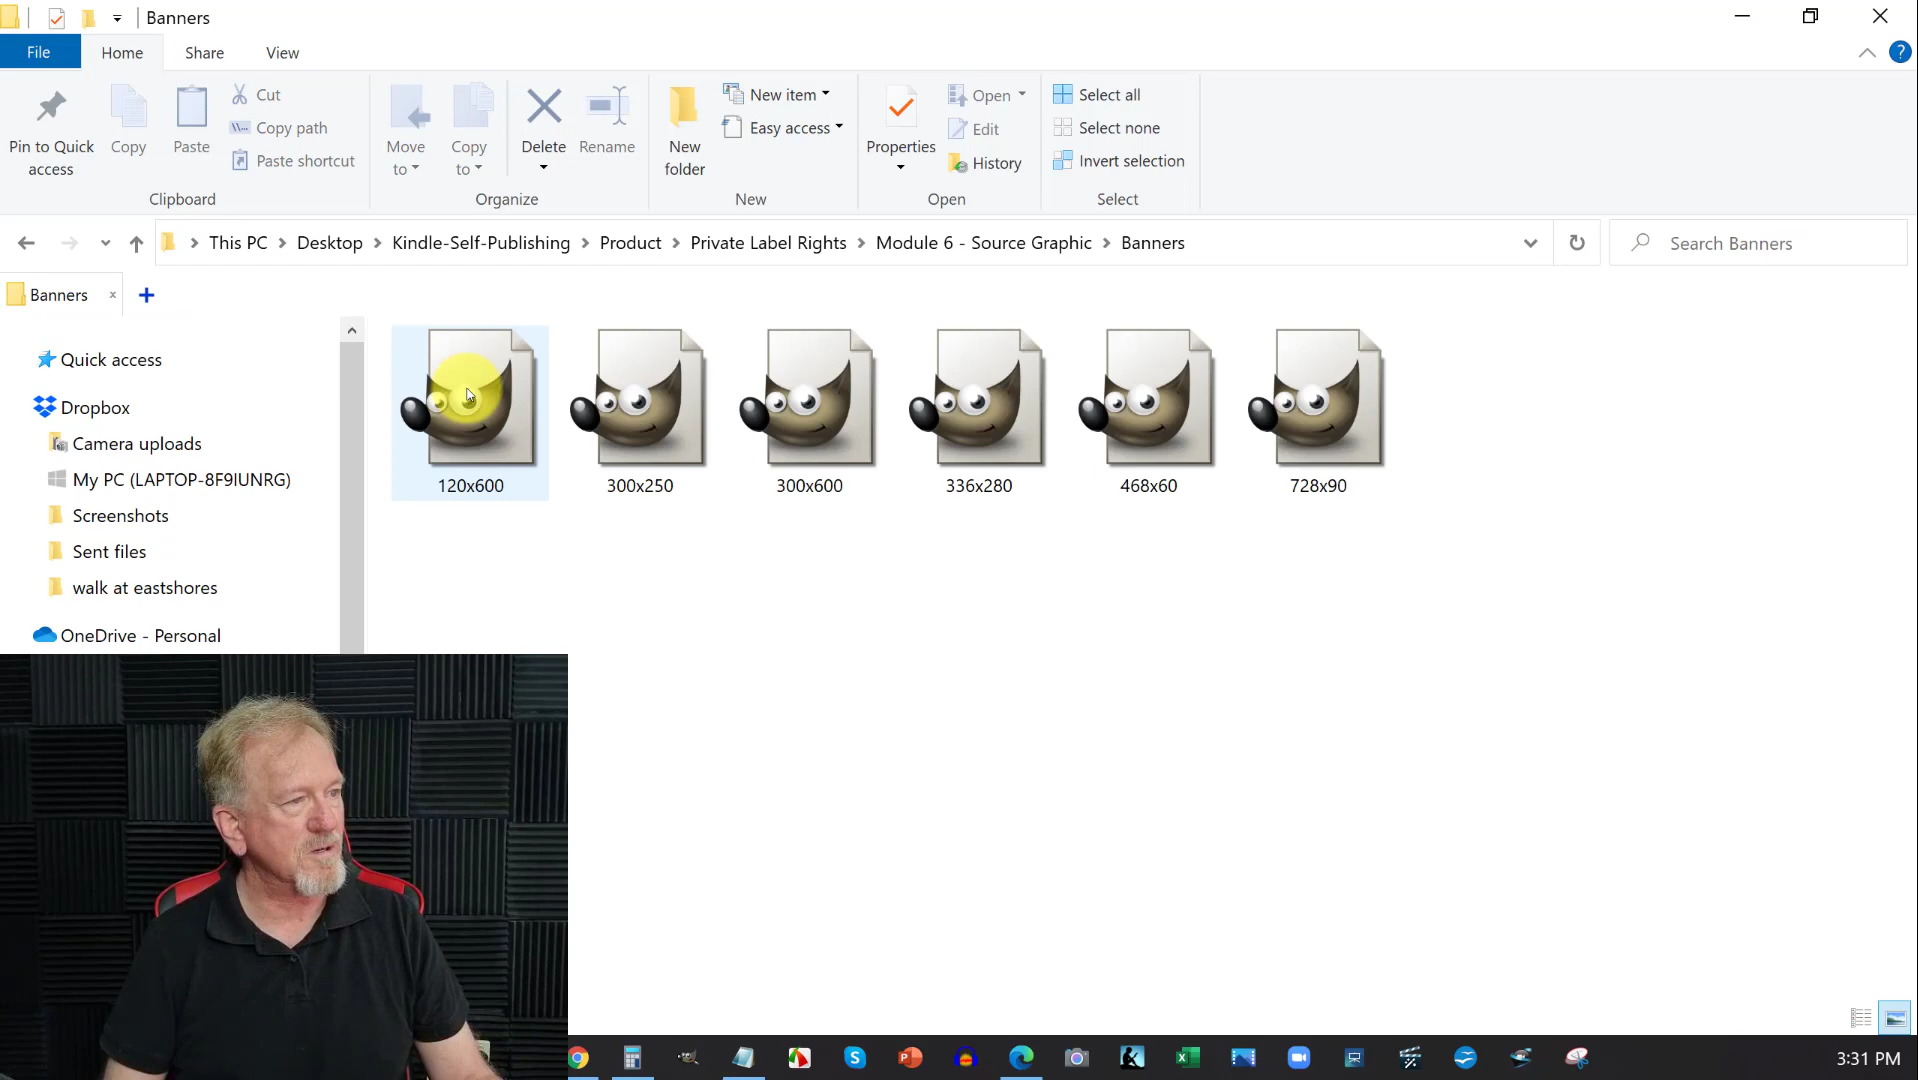 Banners
File
Home
Share
View
Pin to Quick access
Copy
Paste
Cut
Copy path
Paste shortcut
Clipboard
Move to
Copy to
Delete
Rename
Organize
New folder
New item
Easy access
New
Properties
Open
Edit
History
Open
Select all
Select none
Invert selection
Select
This PC
Desktop
Kindle-Self-Publishing
Product
Private Label Rights
Module 6 - Source Graphic
Banners
Search Banners
Banners
Quick access
Dropbox
Camera uploads
My PC (LAPTOP-8F9IUNRG)
Screenshots
Sent files
walk at eastshores
OneDrive - Personal
120x600
300x250
300x600
336x280
468x60
728x90
3:31 PM